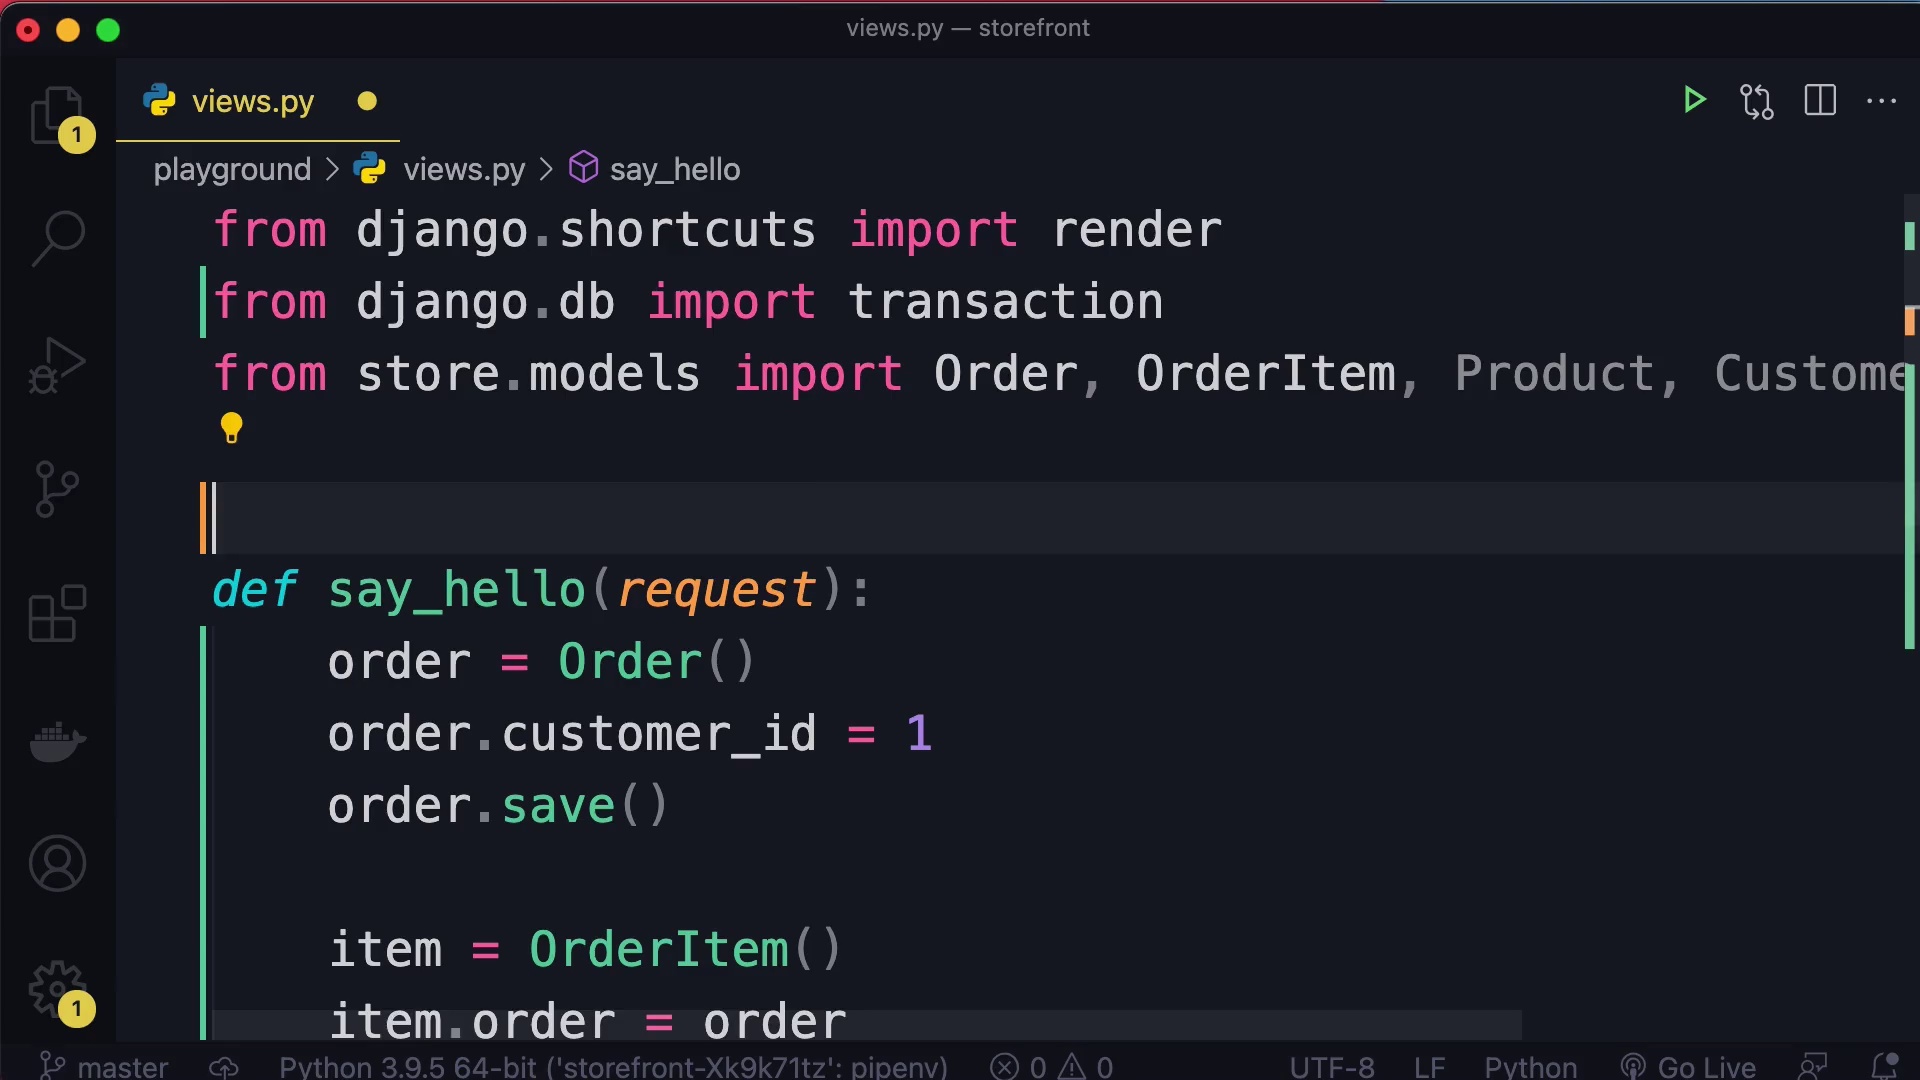 views.py — storefront
1
views.py
playground > views.py > say_hello
from django.shortcuts import render
from django.db import transaction
from store.models import Order, OrderItem, Product, Custome
def say_hello(request):
    order = Order()
    order.customer_id = 1
    order.save()
    item = OrderItem()
    item.order = order
1
master Python 3.9.5 64-bit ('storefront-Xk9k71tz': pipenv) 0 0 UTF-8 LF Python Go Live